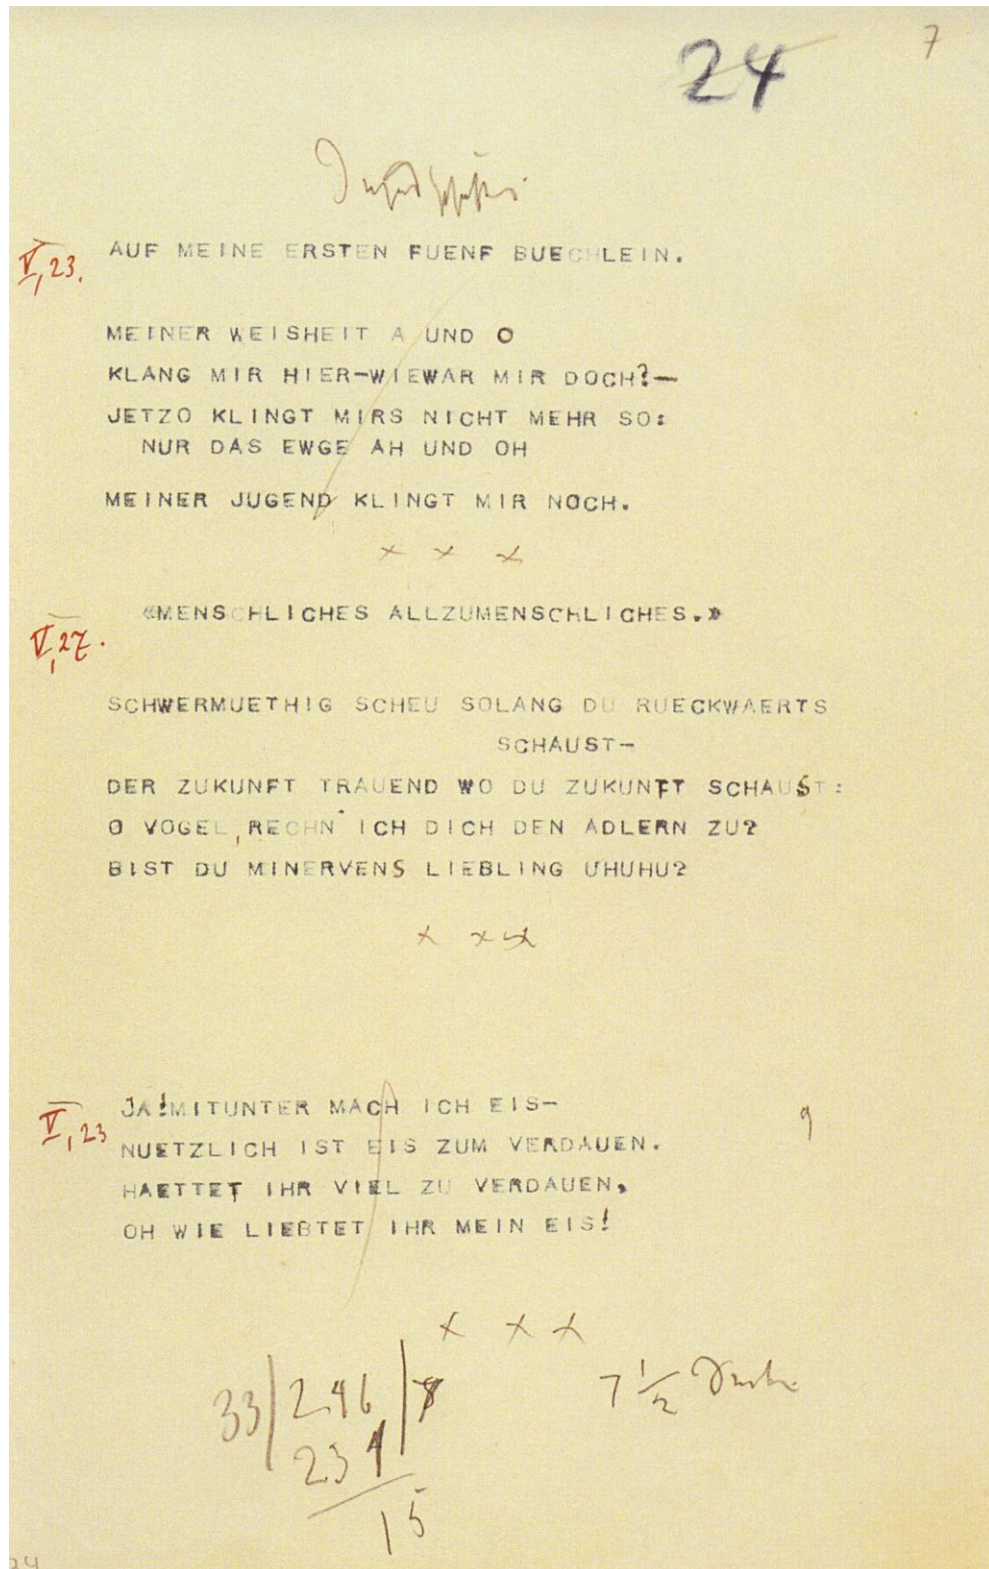 24
7
V,23.
AUF MEINE ERSTEN FUENF BUECHLEIN.
MEINER WEISHEIT A UND O
KLANG MIR HIER-WIEWAR MIR DOCH?—
JETZO KLINGT MIRS NICHT MEHR SO:
NUR DAS EWGE AH UND OH
MEINER JUGEND KLINGT MIR NOCH.
x x x
«MENSCHLICHES ALLZUMENSCHLICHES.»
V,27.
SCHWERMUETHIG SCHEU SOLANG DU RUECKWAERTS
SCHAUST-
DER ZUKUNFT TRAUEND WO DU ZUKUNFT SCHAUST:
O VOGEL, RECHN' ICH DICH DEN ADLERN ZU?
BIST DU MINERVENS LIEBLING UHUHU?
x x x
JA!MITUNTER MACH ICH EIS-
9
V,23
NUETZLICH IST EIS ZUM VERDAUEN.
HAETTET IHR VIEL ZU VERDAUEN,
OH WIE LIEBTET IHR MEIN EIS!
x x x
33/246/7
7 1/2
231
15
24